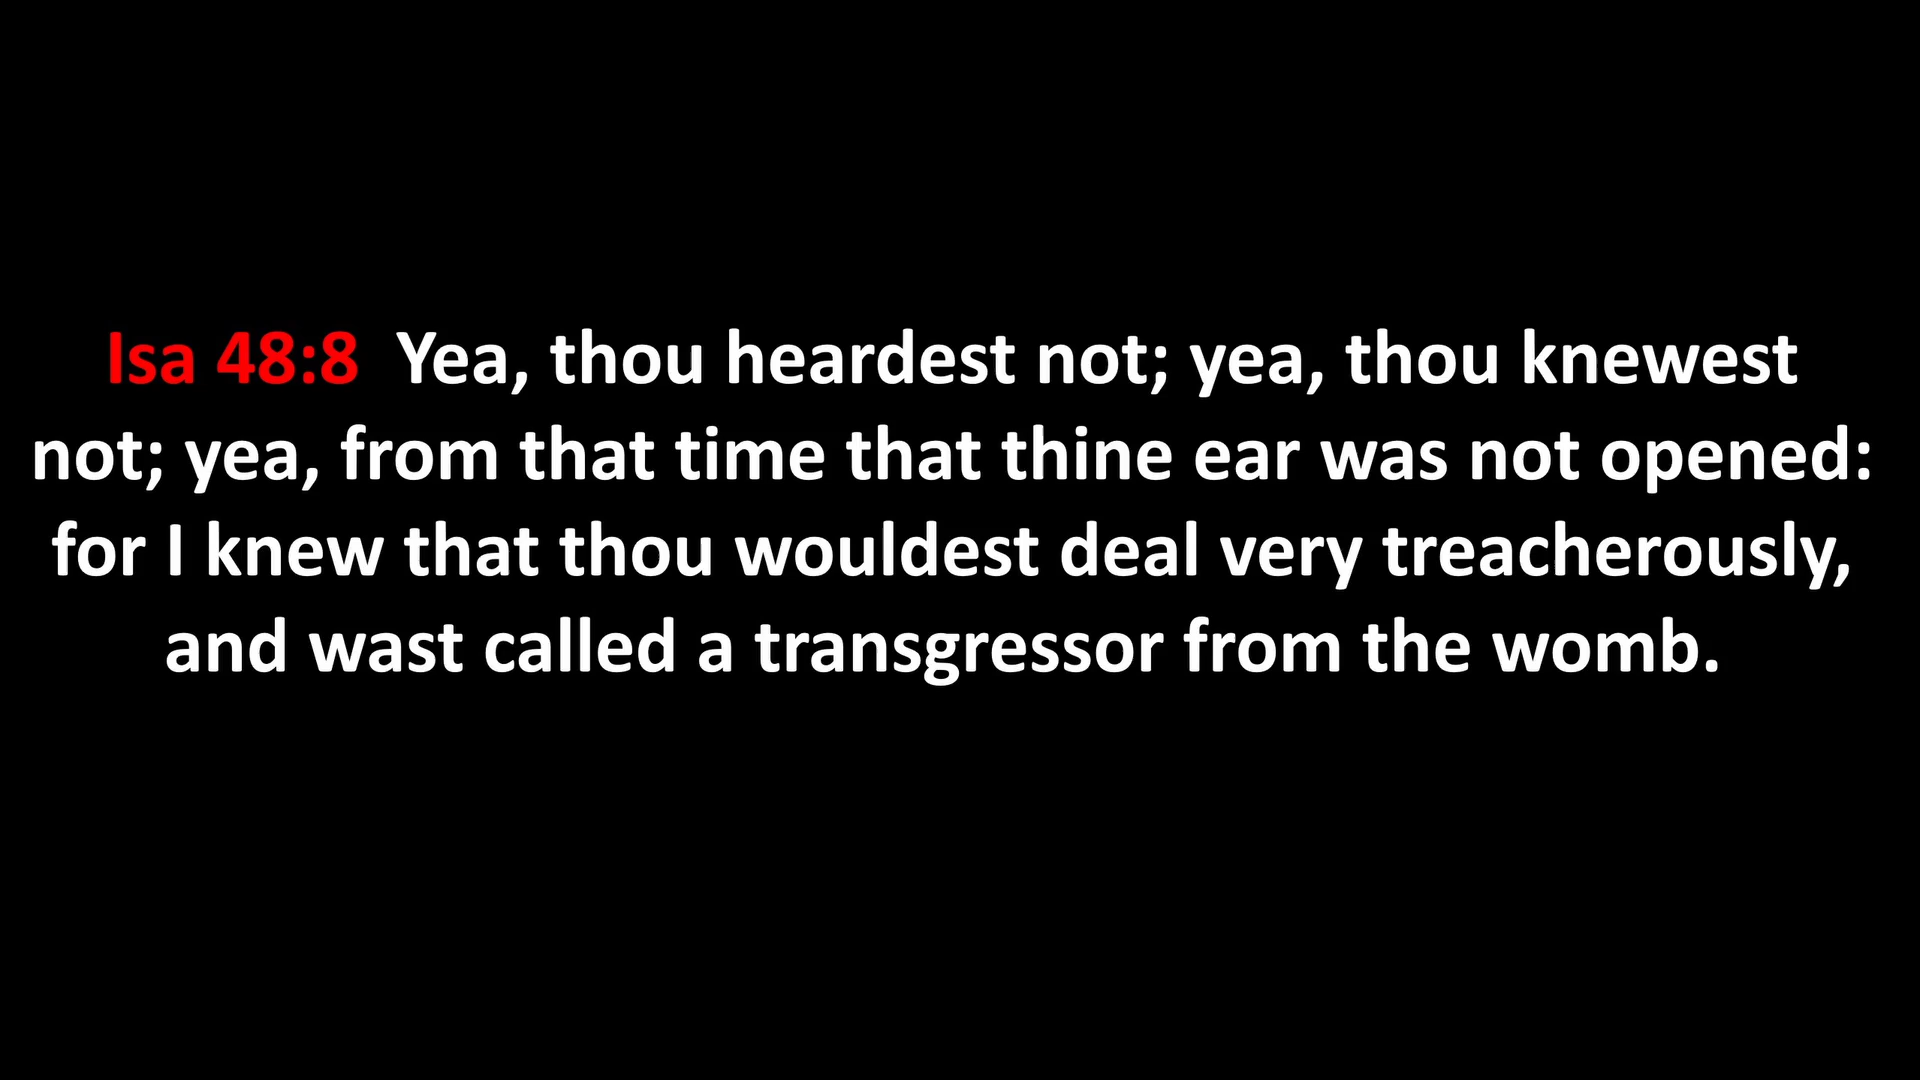 Isa 48:8  Yea, thou heardest not; yea, thou knewest
not; yea, from that time that thine ear was not opened:
for I knew that thou wouldest deal very treacherously,
and wast called a transgressor from the womb.